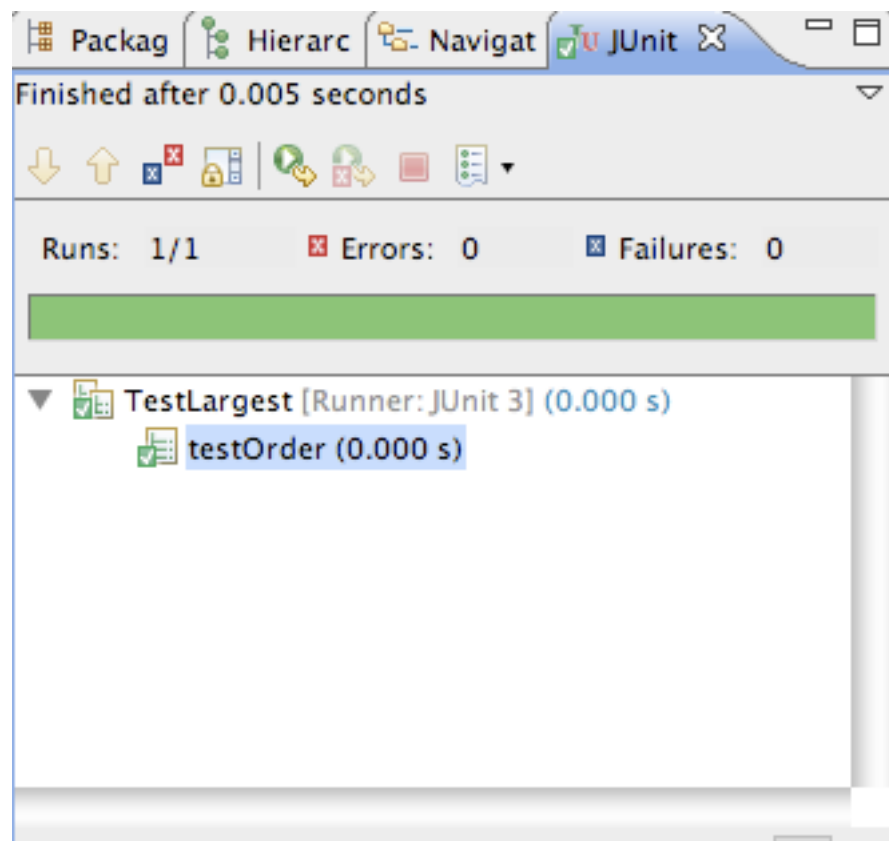 Packag Hierarc Navigat JUnit
Finished after 0.005 seconds
Runs: 1/1 Errors: 0 Failures: 0
TestLargest [Runner: JUnit 3] (0.000 s)
testOrder (0.000 s)